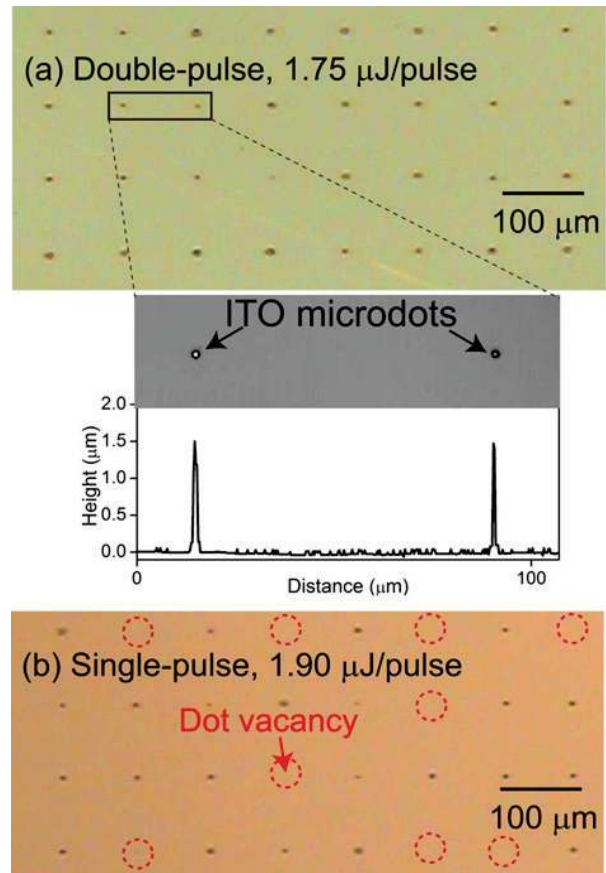 (a) Double-pulse, 1.75 μJ/pulse
100 μm
ITO microdots
2.0
1.5
1.0
0.5
0.0
Height (μm)
0
100
Distance (μm)
(b) Single-pulse, 1.90 μJ/pulse
Dot vacancy
100 μm